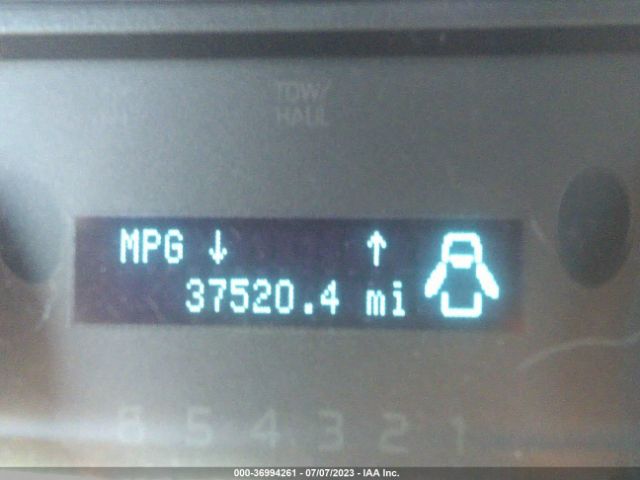 TOW/
HAUL
MPG ↓ ↑
37520.4 mi
6 5 4 3 2 1
000-36994261 - 07/07/2023 - IAA Inc.